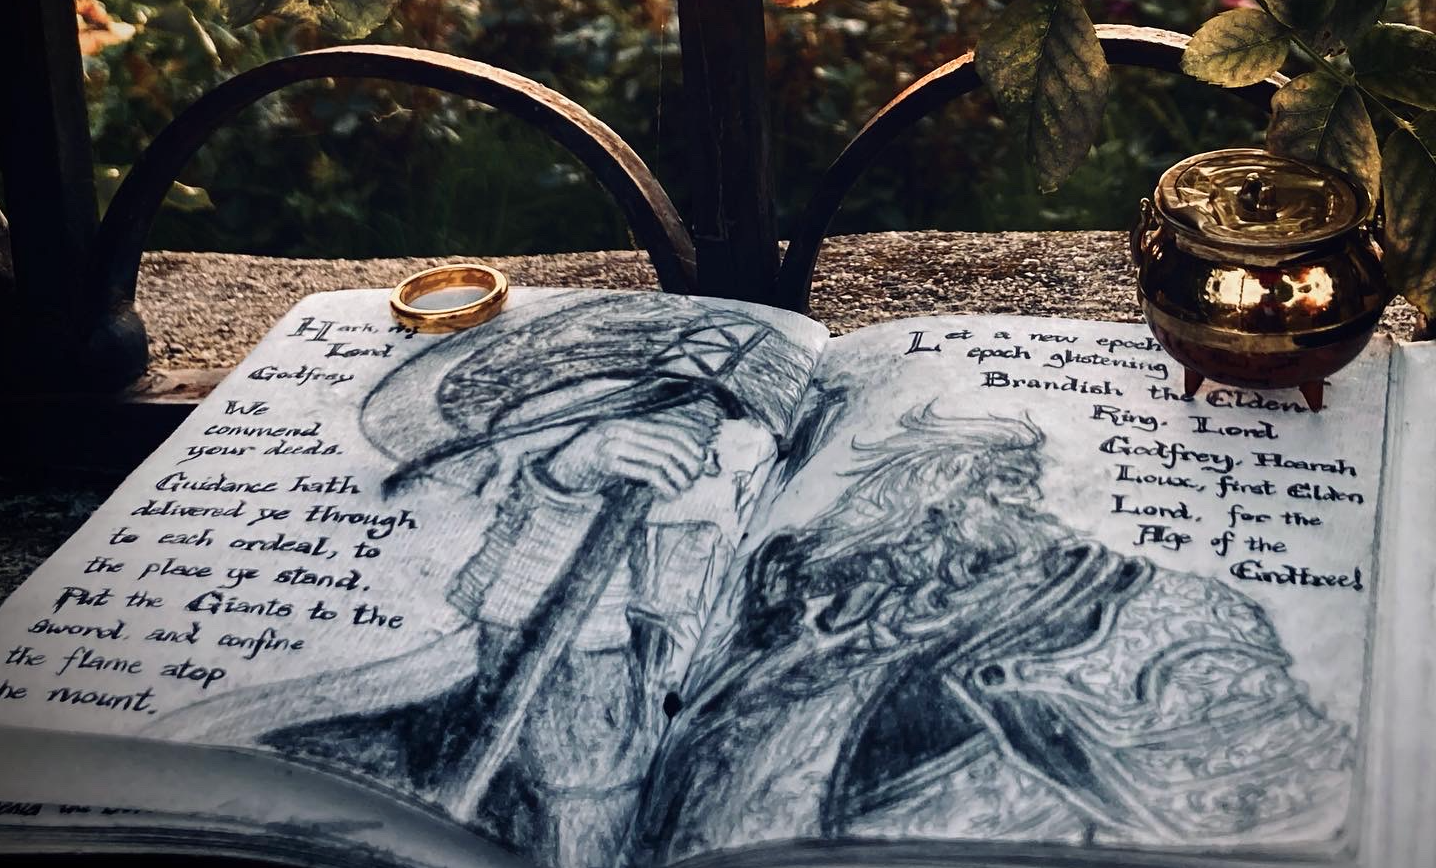 Hark, my
Lord
Godfrey
We
commend
your deeds.
Guidance hath
delivered ye through
to each ordeal, to
the place ye stand.
Put the Giants to the
sword, and confine
the flame atop
he mount.
Let a new epoch
epoch glistening
Brandish the Elden
Ring, Lord
Godfrey, Hoarah
Loux, first Elden
Lord, for the
Age of the
Erdtree!